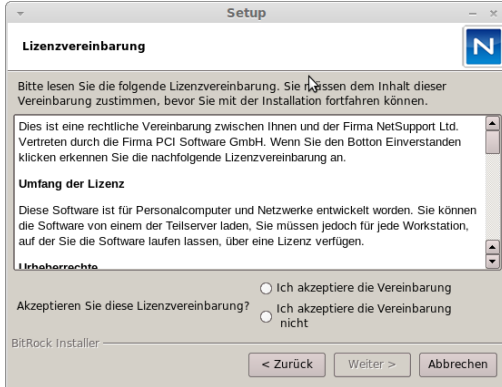 Setup
Lizenzvereinbarung
N
Bitte lesen Sie die folgende Lizenzvereinbarung. Sie müssen dem Inhalt dieser
Vereinbarung zustimmen, bevor Sie mit der Installation fortfahren können.
Dies ist eine rechtliche Vereinbarung zwischen Ihnen und der Firma NetSupport Ltd.
Vertreten durch die Firma PCI Software GmbH. Wenn Sie den Botton Einverstanden
klicken erkennen Sie die nachfolgende Lizenzvereinbarung an.
Umfang der Lizenz
Diese Software ist für Personalcomputer und Netzwerke entwickelt worden. Sie können
die Software von einem der Teilserver laden, Sie müssen jedoch für jede Workstation,
auf der Sie die Software laufen lassen, über eine Lizenz verfügen.
Urheberrechte
Akzeptieren Sie diese Lizenzvereinbarung?
Ich akzeptiere die Vereinbarung
Ich akzeptiere die Vereinbarung
nicht
BitRock Installer
< Zurück Weiter > Abbrechen